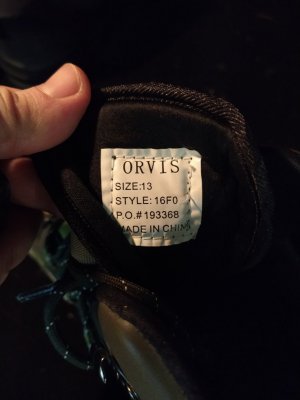 ORVIS
SIZE:13
STYLE: 16F0
P.O.#193368
MADE IN CHINA